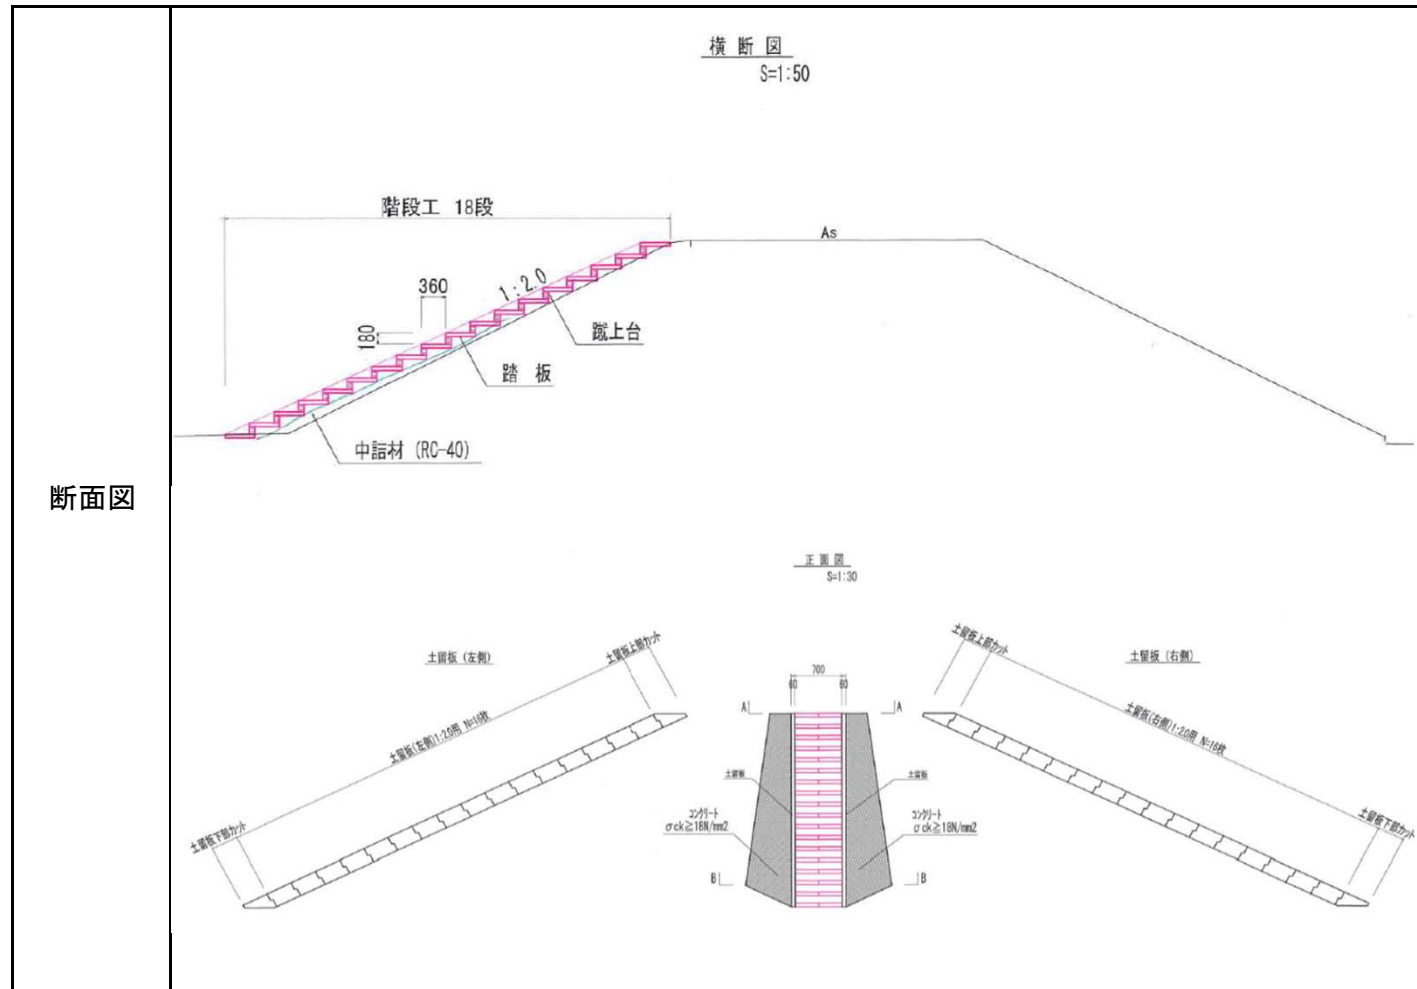 断面図
横断図
S=1:50
階段工 18段
As
360
1:2.0
180
蹴上台
踏板
中詰材 (RC-40)
正面図
S=1:30
土留板 (左側)
土留板上部カット
土留板(左側)1:2.0用 N=16枚
土留板下部カット
700
60
60
A
A
土留板
土留板
コンクリート
σck≧18N/mm2
コンクリート
σck≧18N/mm2
B
B
土留板上部カット
土留板 (右側)
土留板(右側)1:2.0用 N=16枚
土留板下部カット